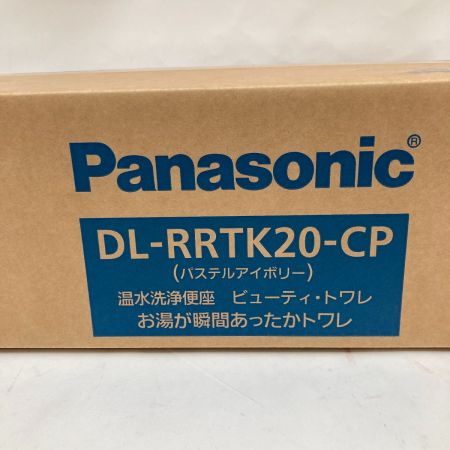 Panasonic®
DL-RRTK20-CP
(パステルアイボリー)
温水洗浄便座 ビューティ・トワレ
お湯が瞬間あったかトワレ